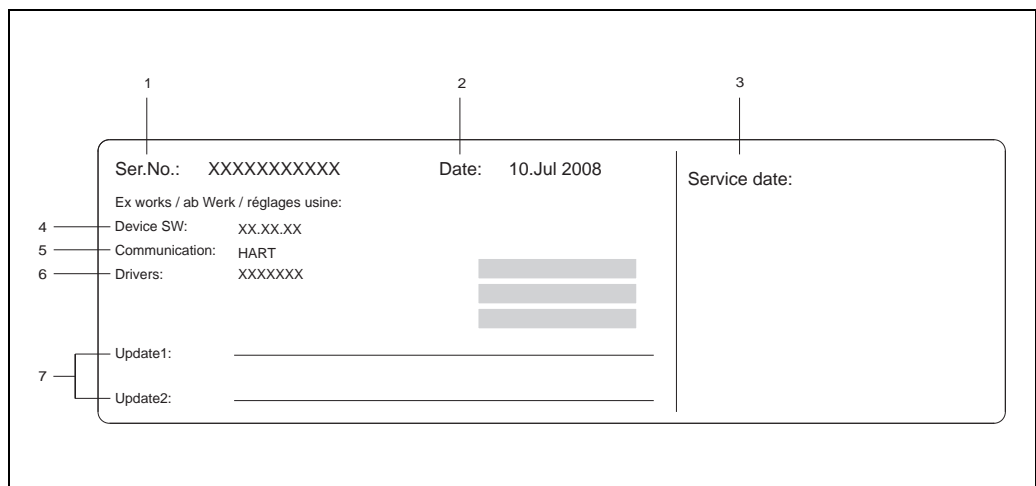 1 2 3
Ser.No.: XXXXXXXXXXX Date: 10.Jul 2008 Service date:
Ex works / ab Werk / réglages usine:
4 Device SW: XX.XX.XX
5 Communication: HART
6 Drivers: XXXXXXX
Update1:
7
Update2: